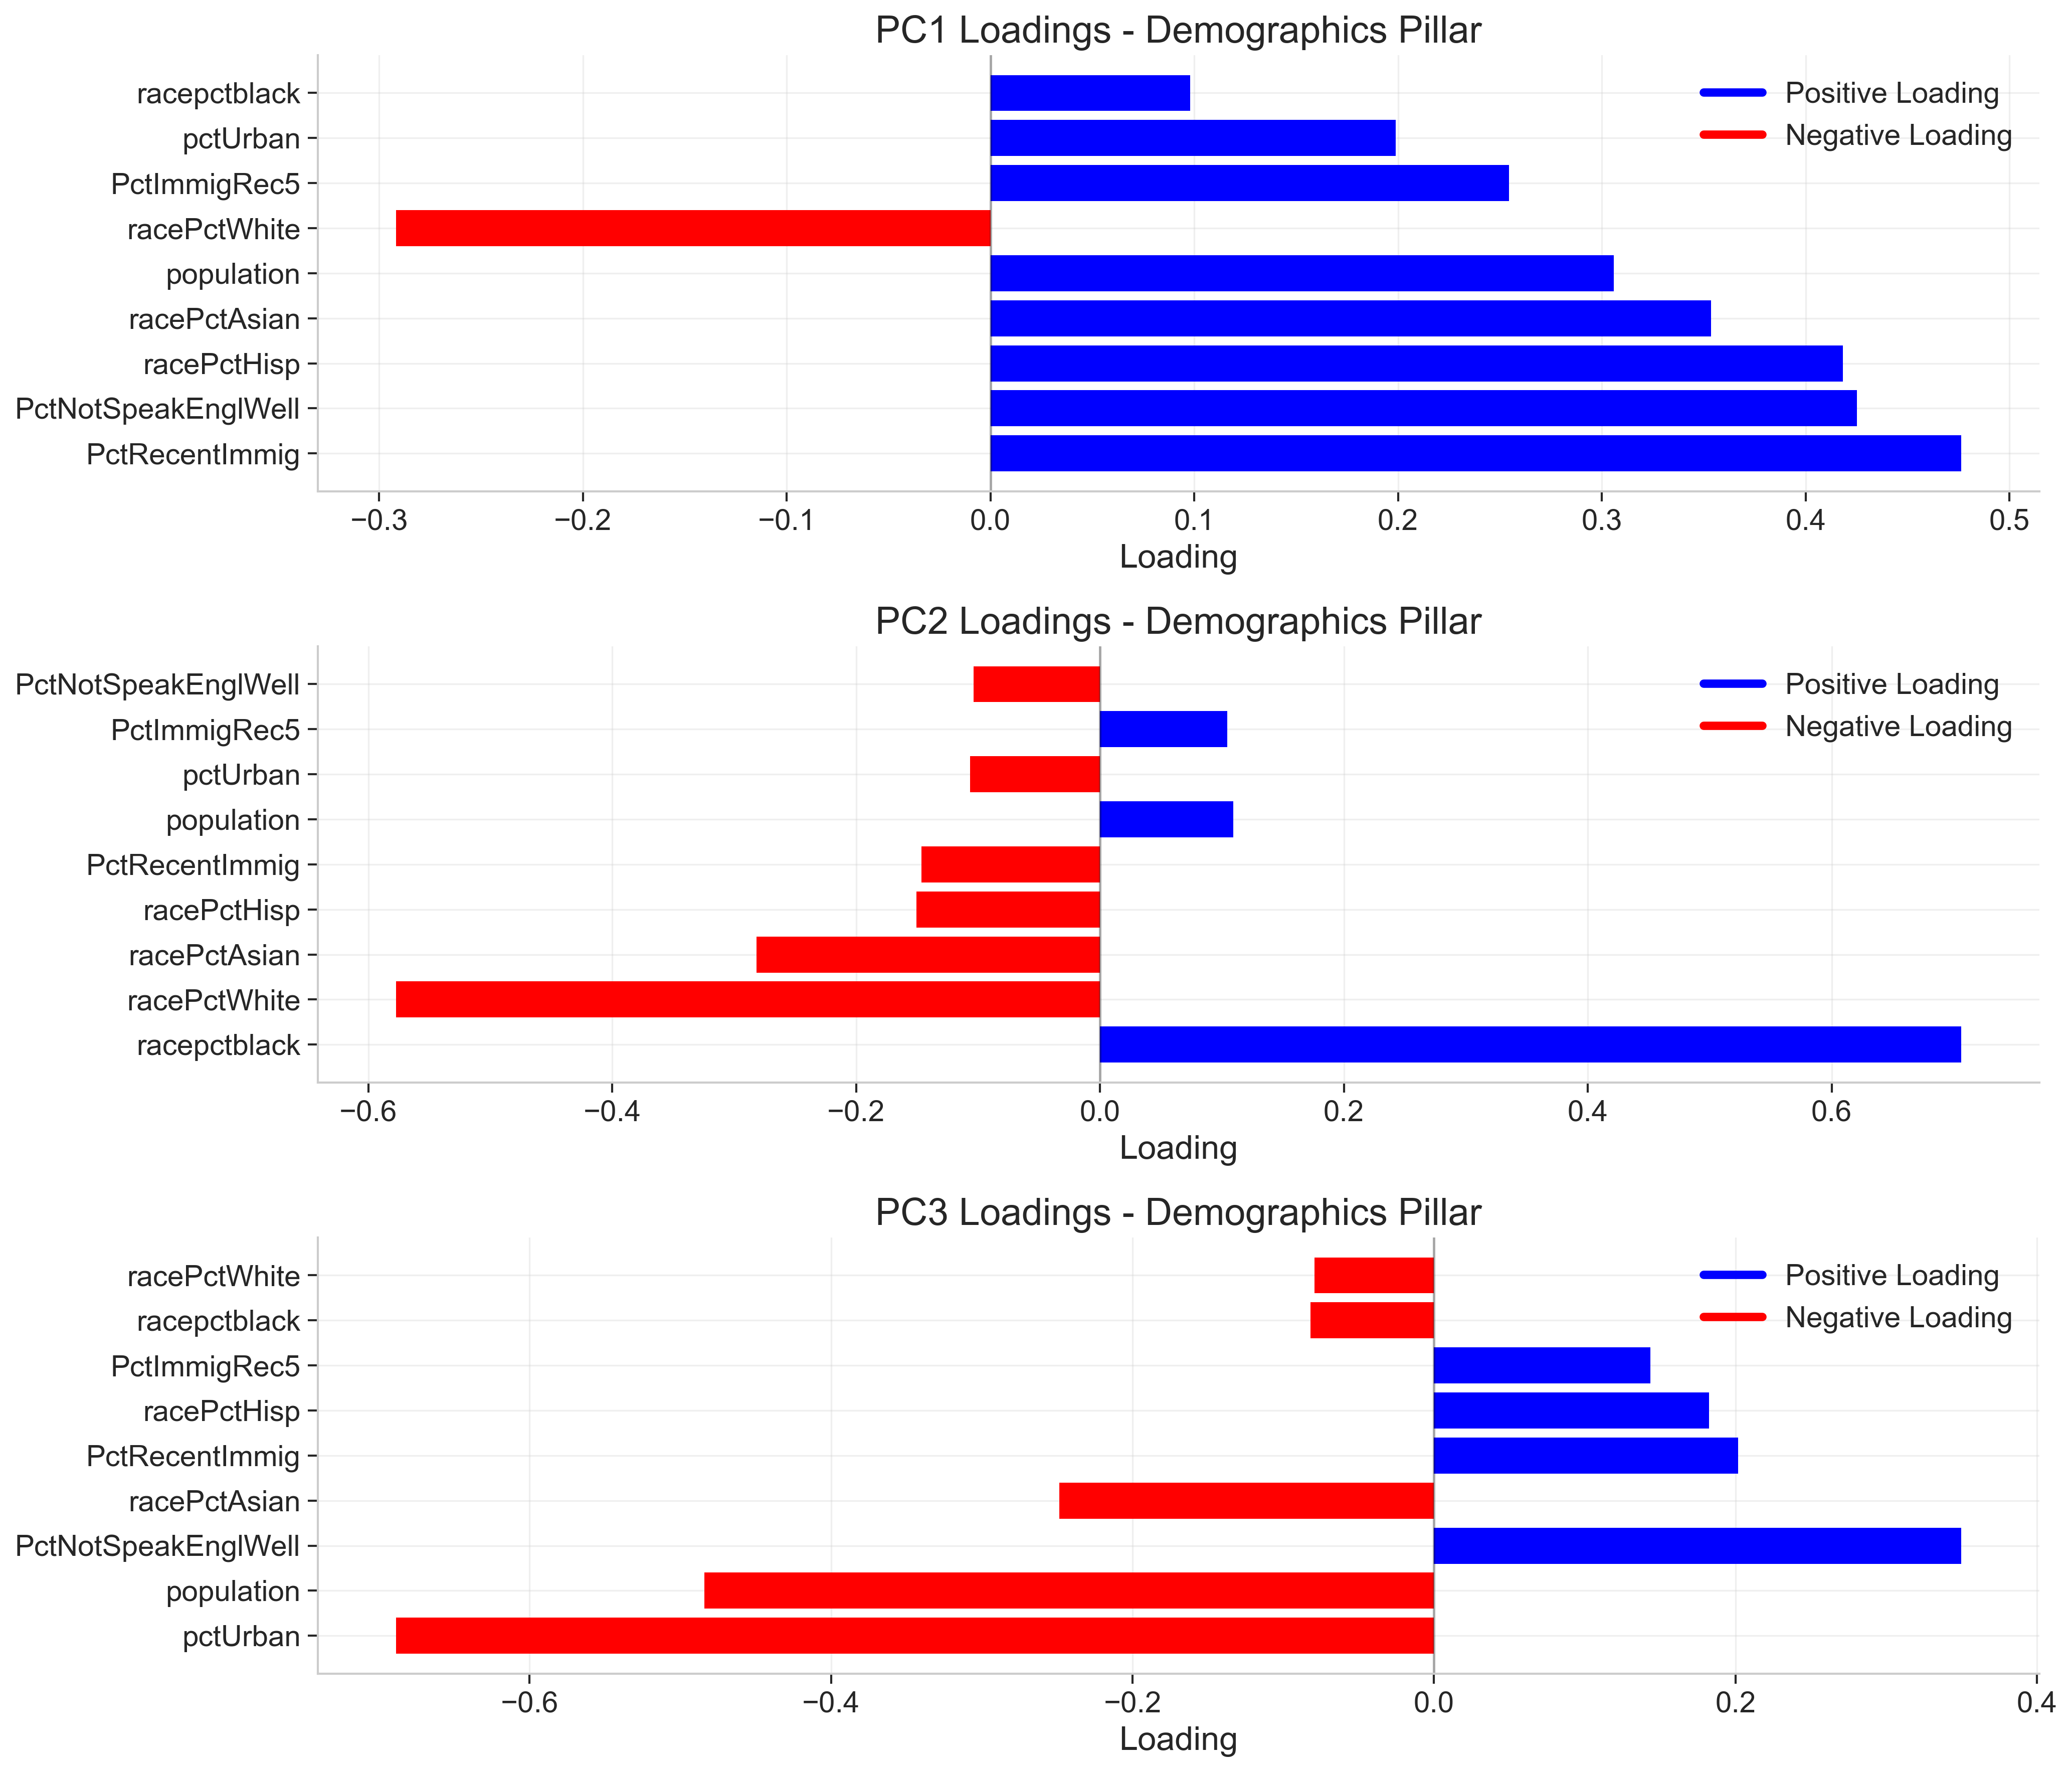 PC1 Loadings - Demographics Pillar
racepctblack
pctUrban
PctImmigRec5
racePctWhite
population
racePctAsian
racePctHisp
PctNotSpeakEnglWell
PctRecentImmig
Positive Loading
Negative Loading
−0.3 −0.2 −0.1 0.0 0.1 0.2 0.3 0.4 0.5
Loading
PC2 Loadings - Demographics Pillar
PctNotSpeakEnglWell
PctImmigRec5
pctUrban
population
PctRecentImmig
racePctHisp
racePctAsian
racePctWhite
racepctblack
Positive Loading
Negative Loading
−0.6 −0.4 −0.2 0.0 0.2 0.4 0.6
Loading
PC3 Loadings - Demographics Pillar
racePctWhite
racepctblack
PctImmigRec5
racePctHisp
PctRecentImmig
racePctAsian
PctNotSpeakEnglWell
population
pctUrban
Positive Loading
Negative Loading
−0.6 −0.4 −0.2 0.0 0.2 0.4
Loading